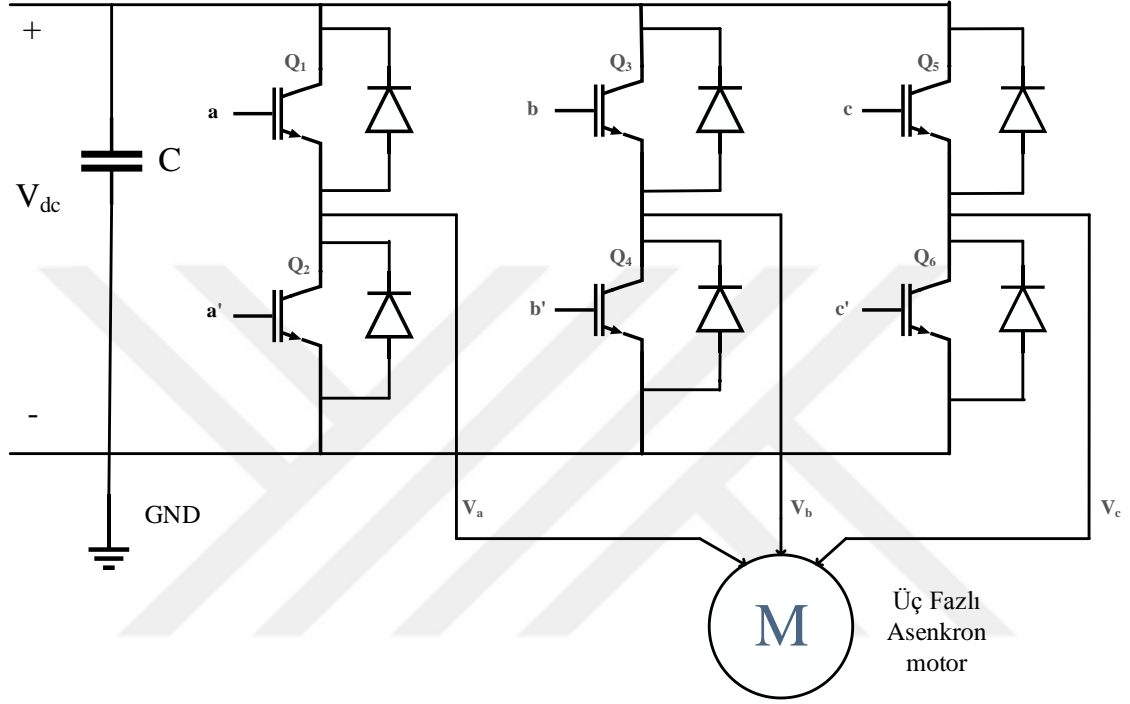 +
Q1
Q3
Q5
a
b
c
C
Vdc
Q2
Q4
Q6
a'
b'
c'
-
GND
Va
Vb
Vc
M
Üç Fazlı
Asenkron
motor